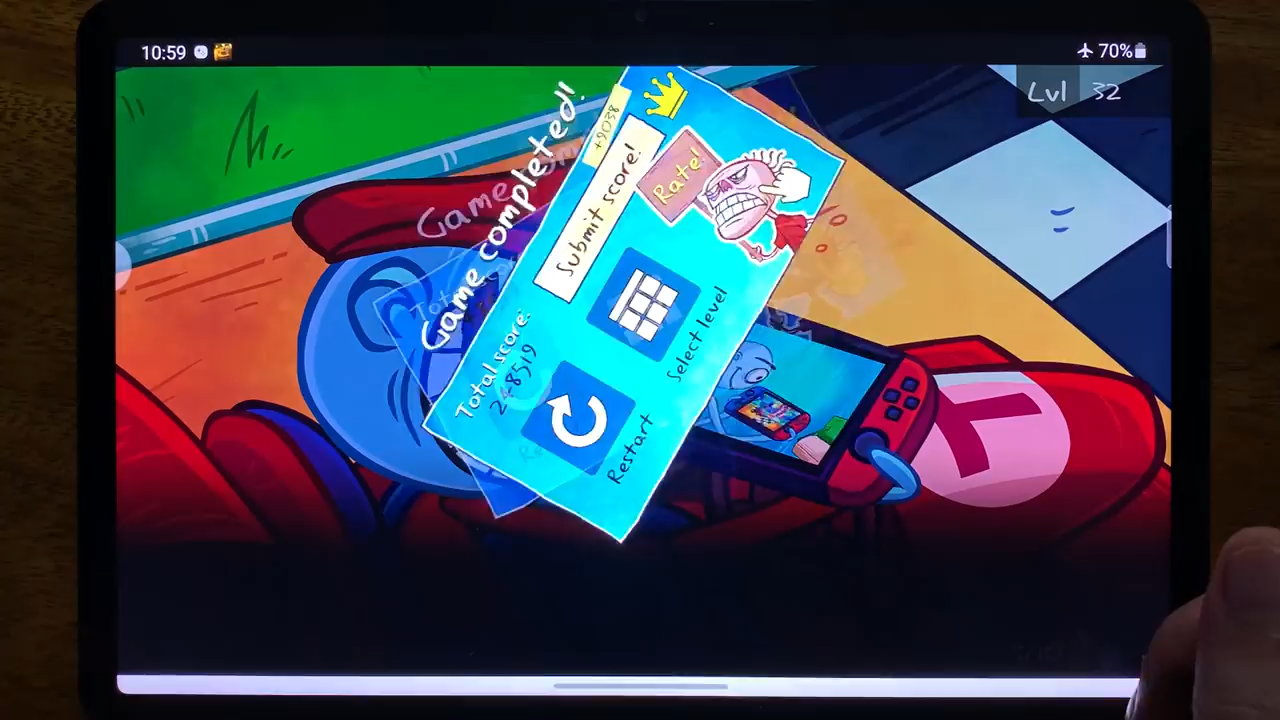 10:59
70%
Lvl 32
Game completed!
+9038
Submit score!
Rate!
Total score:
248519
Select level
Restart
L